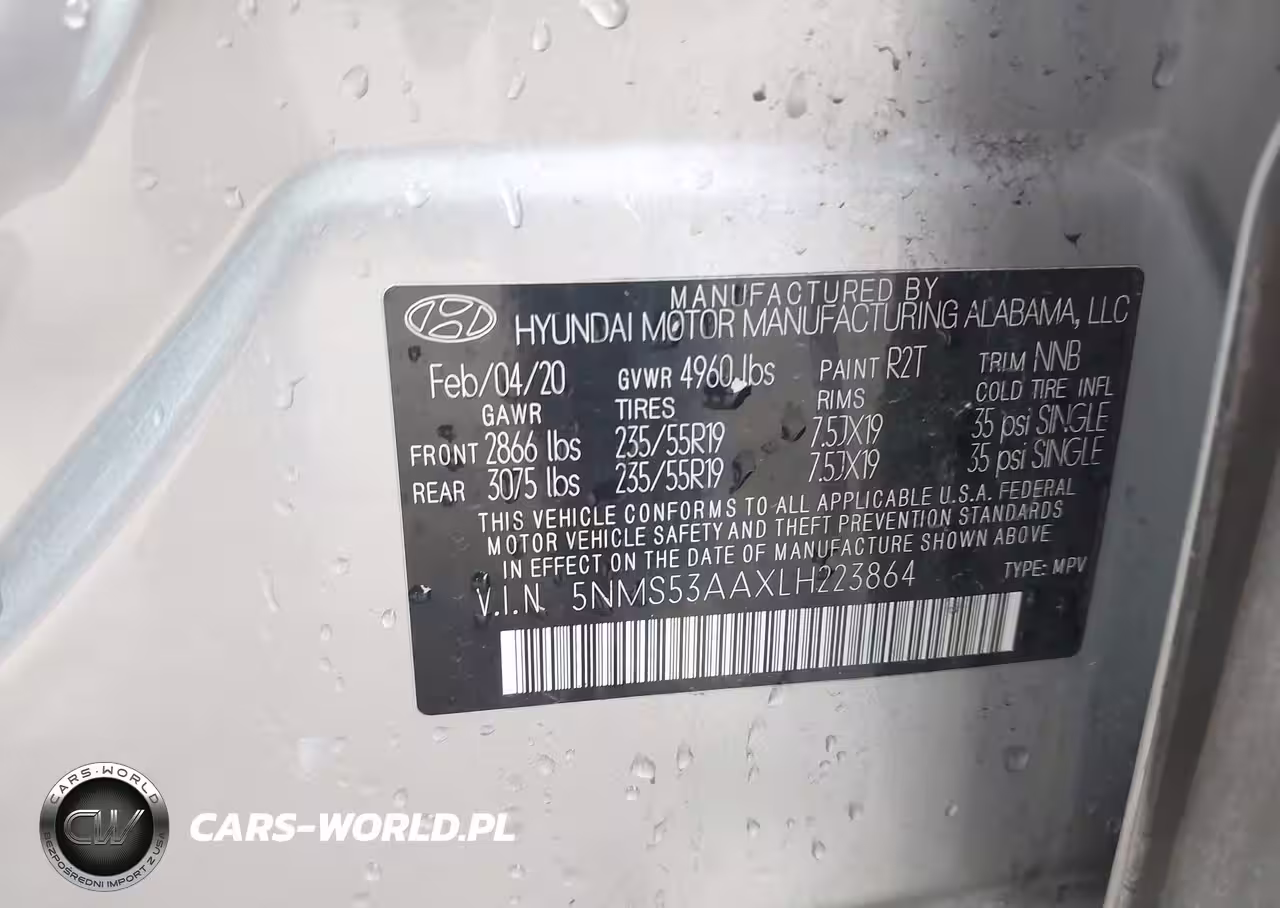 MANUFACTURED BY
HYUNDAI MOTOR MANUFACTURING ALABAMA, LLC
Feb/04/20 GVWR 4960 lbs PAINT R2T TRIM NNB
GAWR TIRES RIMS COLD TIRE INFL
FRONT 2866 lbs 235/55R19 7.5JX19 35 psi SINGLE
REAR 3075 lbs 235/55R19 7.5JX19 35 psi SINGLE
THIS VEHICLE CONFORMS TO ALL APPLICABLE U.S.A. FEDERAL
MOTOR VEHICLE SAFETY AND THEFT PREVENTION STANDARDS
IN EFFECT ON THE DATE OF MANUFACTURE SHOWN ABOVE
V.I.N. 5NMS53AAXLH223864 TYPE: MPV
CARS-WORLD
CW
BEZPOŚREDNI IMPORT Z USA
CARS-WORLD.PL